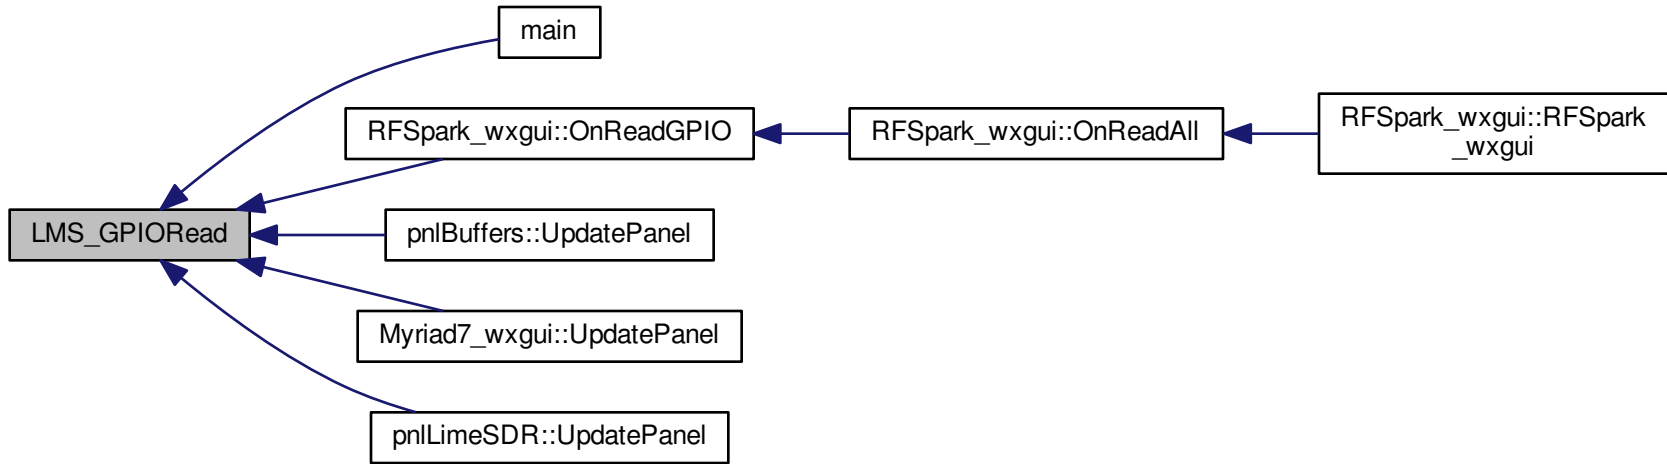 main
RFSpark_wxgui::OnReadGPIO
RFSpark_wxgui::OnReadAll
RFSpark_wxgui::RFSpark
_wxgui
LMS_GPIORead
pnlBuffers::UpdatePanel
Myriad7_wxgui::UpdatePanel
pnlLimeSDR::UpdatePanel